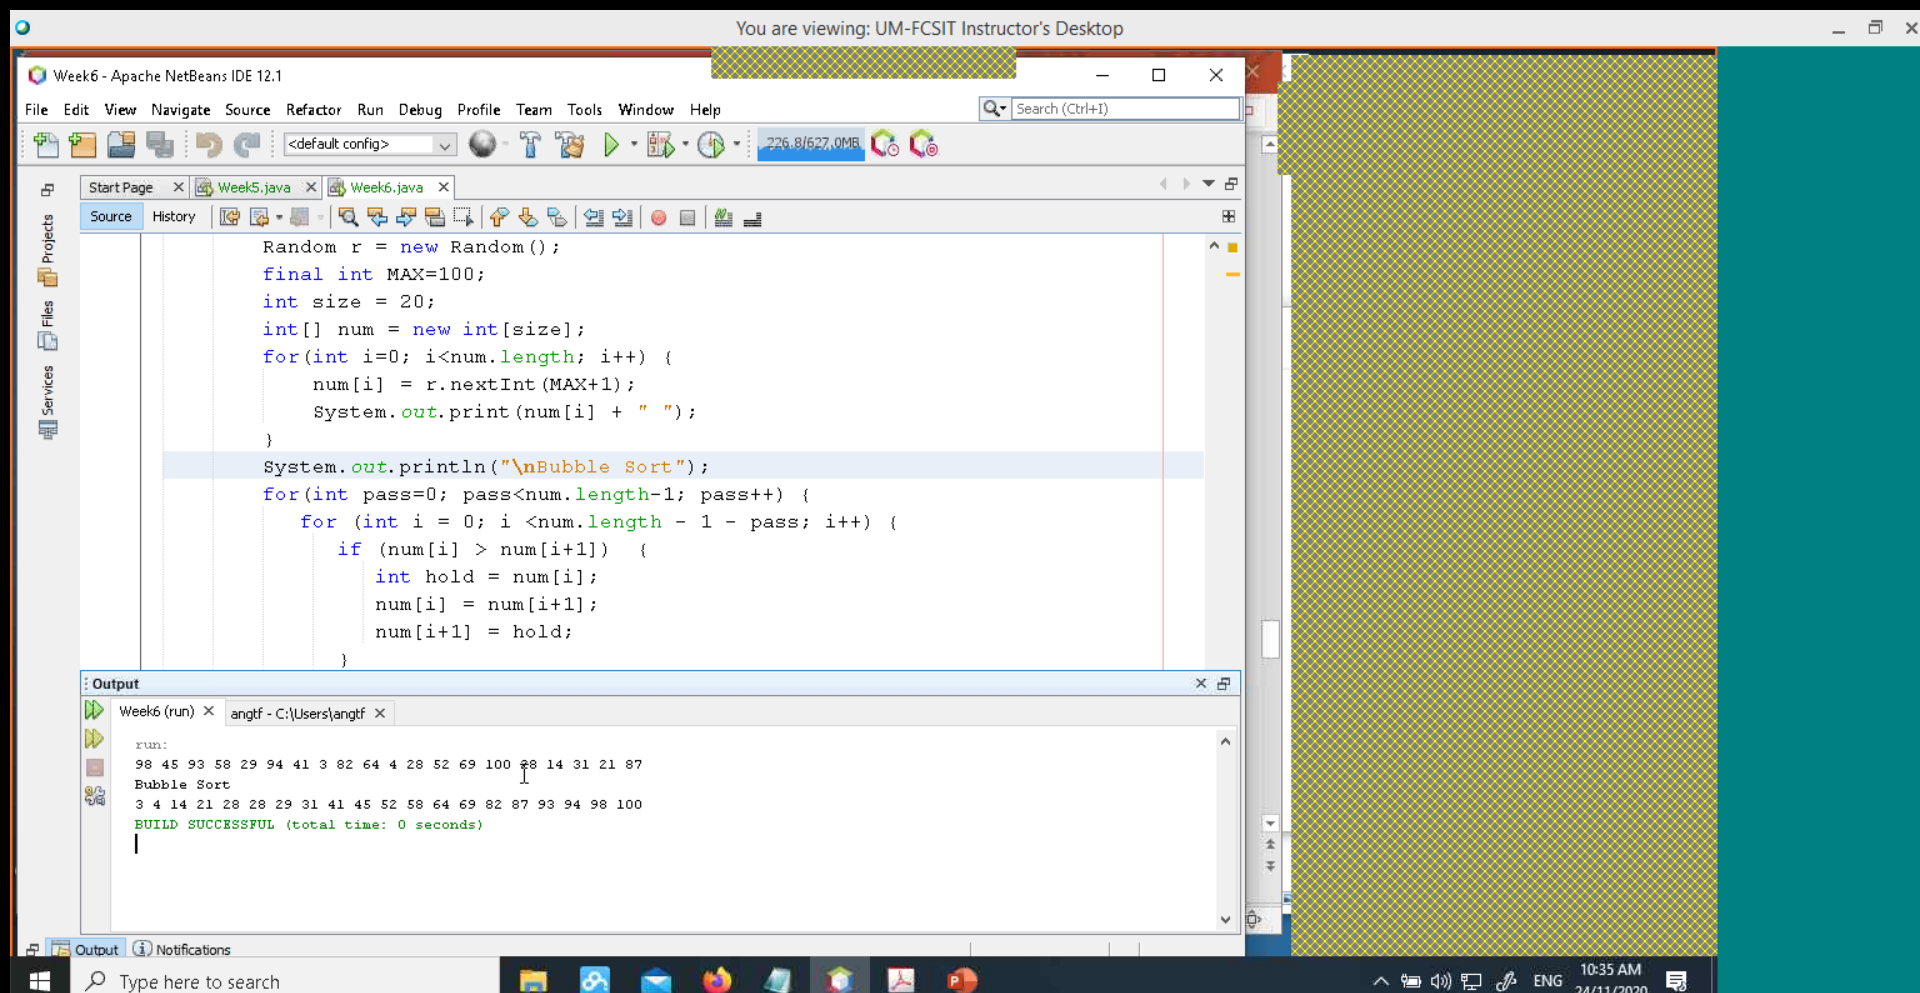 You are viewing: UM-FCSIT Instructor's Desktop
Week6 - Apache NetBeans IDE 12.1
File Edit View Navigate Source Refactor Run Debug Profile Team Tools Window Help
Search (Ctrl+I)
<default config>
226.8/627.0MB
Start Page Week5.java Week6.java
Source History
Projects
Files
Services
Random r = new Random();
final int MAX=100;
int size = 20;
int[] num = new int[size];
for(int i=0; i<num.length; i++) {
num[i] = r.nextInt(MAX+1);
System.out.print(num[i] + " ");
}
System.out.println("\nBubble Sort");
for(int pass=0; pass<num.length-1; pass++) {
for (int i = 0; i <num.length - 1 - pass; i++) {
if (num[i] > num[i+1]) {
int hold = num[i];
num[i] = num[i+1];
num[i+1] = hold;
}
Output
Week6 (run) angtf - C:\Users\angtf
run:
98 45 93 58 29 94 41 3 82 64 4 28 52 69 100 28 14 31 21 87
Bubble Sort
3 4 14 21 28 28 29 31 41 45 52 58 64 69 82 87 93 94 98 100
BUILD SUCCESSFUL (total time: 0 seconds)
Output Notifications
Type here to search
ENG
10:35 AM
24/11/2020